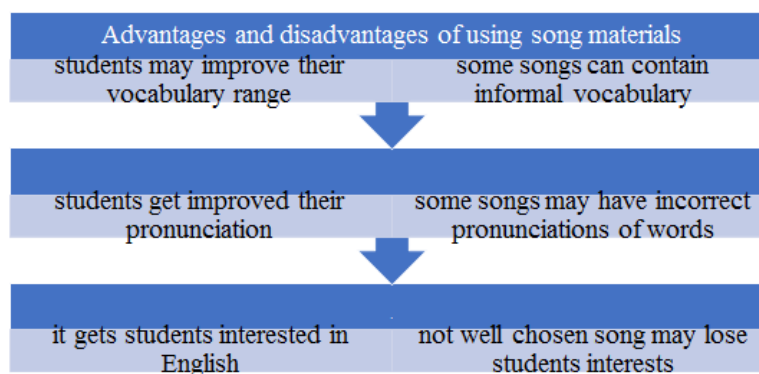 Advantages and disadvantages of using song materials
students may improve their
vocabulary range
some songs can contain
informal vocabulary
students get improved their
pronunciation
some songs may have incorrect
pronunciations of words
it gets students interested in
English
not well chosen song may lose
students interests